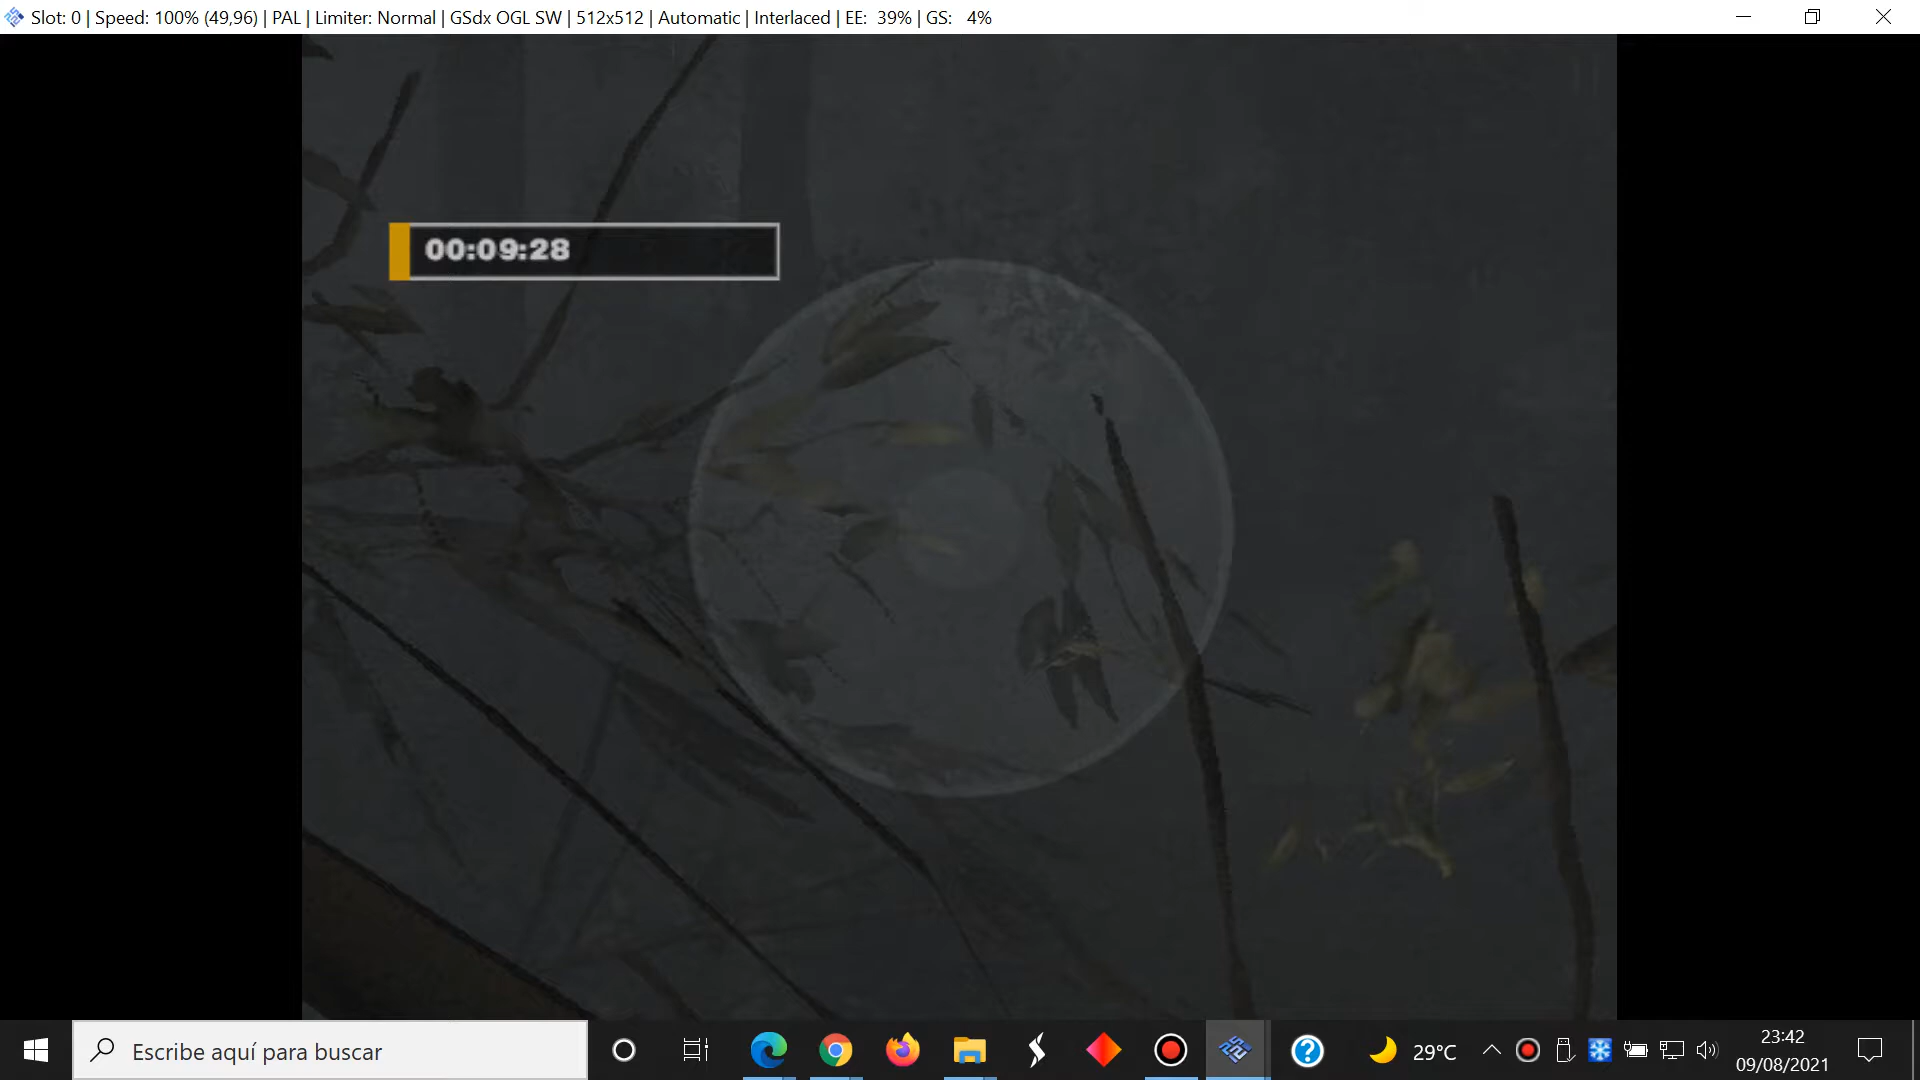 Slot: 0 | Speed: 100% (49,96) | PAL | Limiter: Normal | GSdx OGL SW | 512x512 | Automatic | Interlaced | EE: 39% | GS: 4%
00:09:28
Escribe aquí para buscar
29°C
23:42
09/08/2021